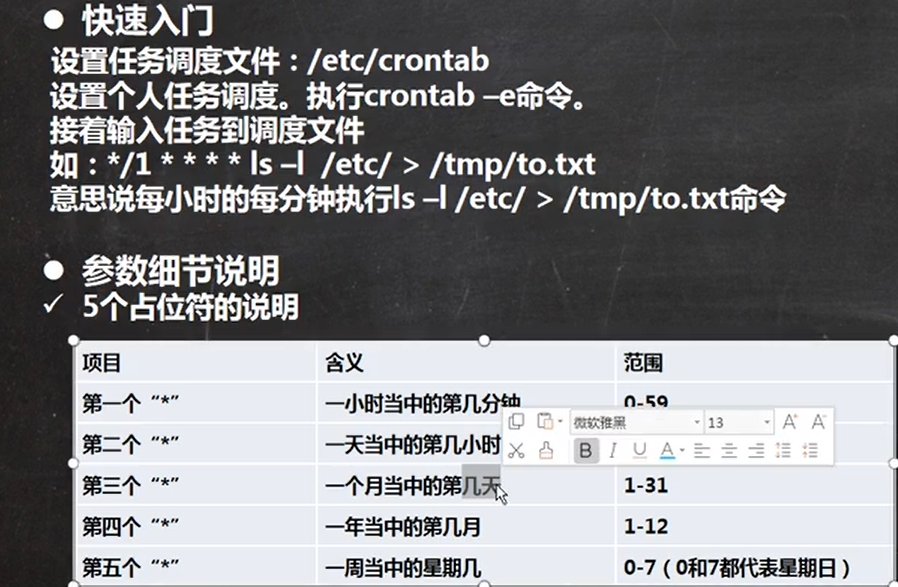 ● 快速入门
设置任务调度文件：/etc/crontab
设置个人任务调度。执行crontab –e命令。
接着输入任务到调度文件
如：*/1 * * * * ls –l /etc/ > /tmp/to.txt
意思说每小时的每分钟执行ls –l /etc/ > /tmp/to.txt命令
● 参数细节说明
✓ 5个占位符的说明
项目 含义 范围
第一个“*” 一小时当中的第几分钟 0-59
微软雅黑 13 A A
B I U A
第二个“*” 一天当中的第几小时
第三个“*” 一个月当中的第几天 1-31
第四个“*” 一年当中的第几月 1-12
第五个“*” 一周当中的星期几 0-7（0和7都代表星期日）